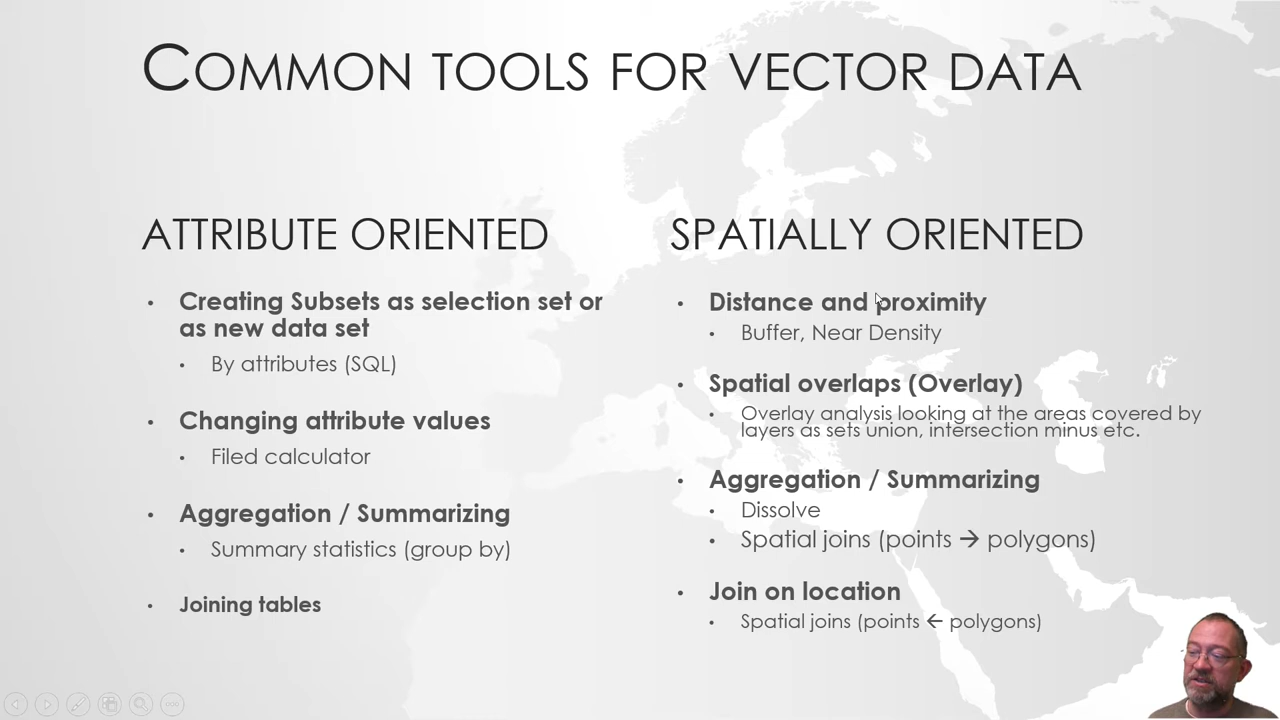 COMMON TOOLS FOR VECTOR DATA
ATTRIBUTE ORIENTED
• Creating Subsets as selection set or
as new data set
• By attributes (SQL)
• Changing attribute values
• Filed calculator
• Aggregation / Summarizing
• Summary statistics (group by)
• Joining tables
SPATIALLY ORIENTED
• Distance and proximity
• Buffer, Near Density
• Spatial overlaps (Overlay)
• Overlay analysis looking at the areas covered by
layers as sets union, intersection minus etc.
• Aggregation / Summarizing
• Dissolve
• Spatial joins (points → polygons)
• Join on location
• Spatial joins (points ← polygons)